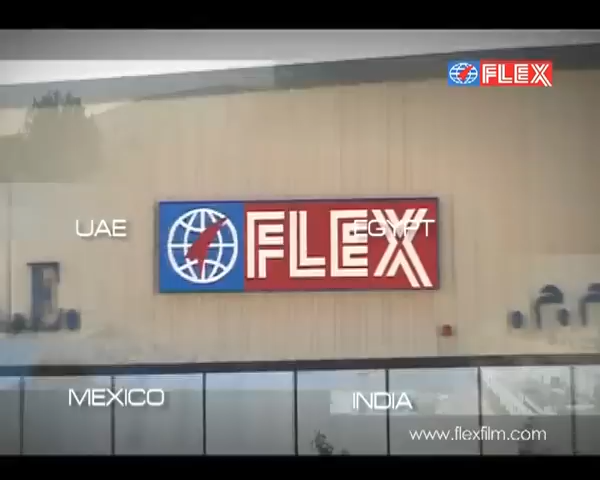 FLEX
UAE
FLEX
EGYPT
.E.
MEXICO
INDIA
www.flexfilm.com